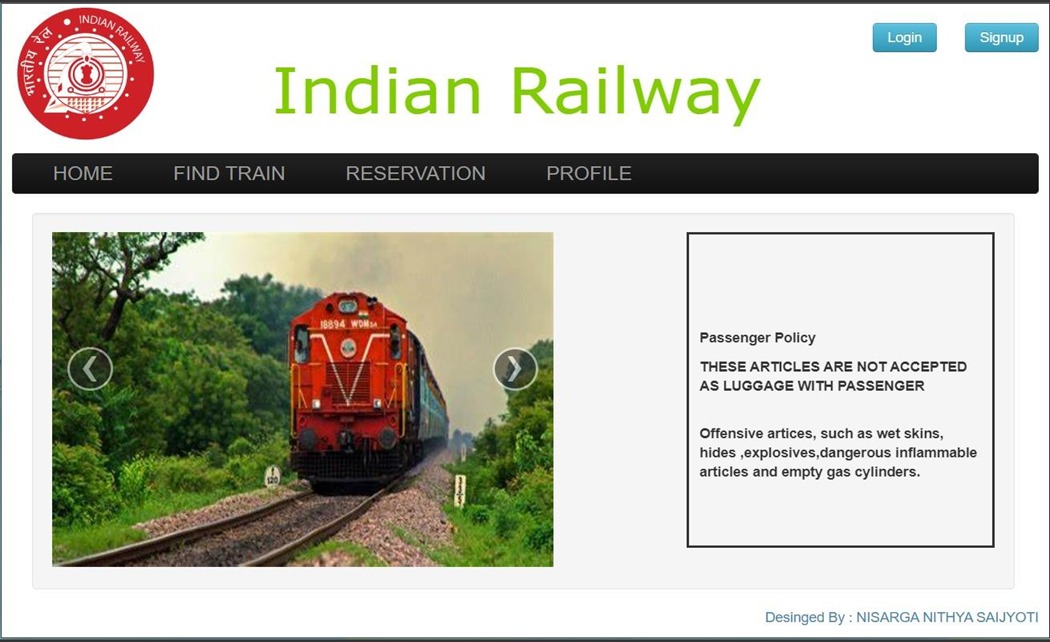 भारतीय रेल
INDIAN RAILWAY
Indian Railway
Login
Signup
HOME
FIND TRAIN
RESERVATION
PROFILE
18894 WDM3A
120
Passenger Policy
THESE ARTICLES ARE NOT ACCEPTED
AS LUGGAGE WITH PASSENGER
Offensive artices, such as wet skins,
hides ,explosives,dangerous inflammable
articles and empty gas cylinders.
Desinged By : NISARGA NITHYA SAIJYOTI